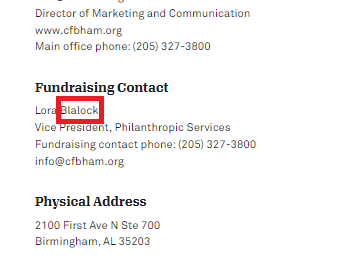 Director of Marketing and Communication
www.cfbham.org
Main office phone: (205) 327-3800
Fundraising Contact
Lora Blalock
Vice President, Philanthropic Services
Fundraising contact phone: (205) 327-3800
info@cfbham.org
Physical Address
2100 First Ave N Ste 700
Birmingham, AL 35203